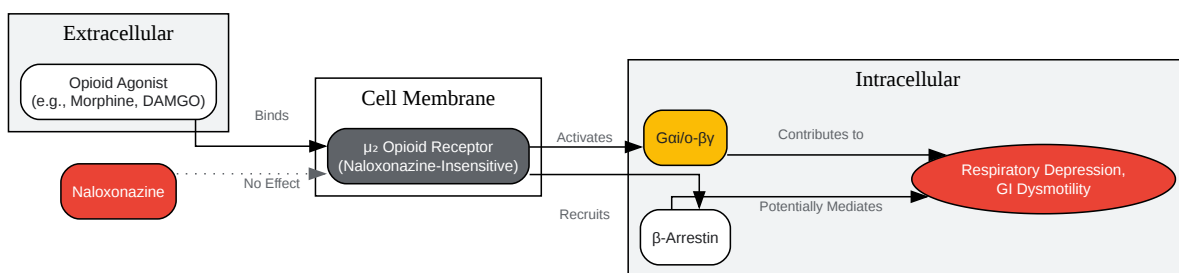 Extracellular
Opioid Agonist
(e.g., Morphine, DAMGO)
Binds
Naloxonazine
No Effect
Cell Membrane
μ₂ Opioid Receptor
(Naloxonazine-Insensitive)
Activates
Recruits
Intracellular
Gαi/o-βγ
Contributes to
β-Arrestin
Potentially Mediates
Respiratory Depression,
GI Dysmotility